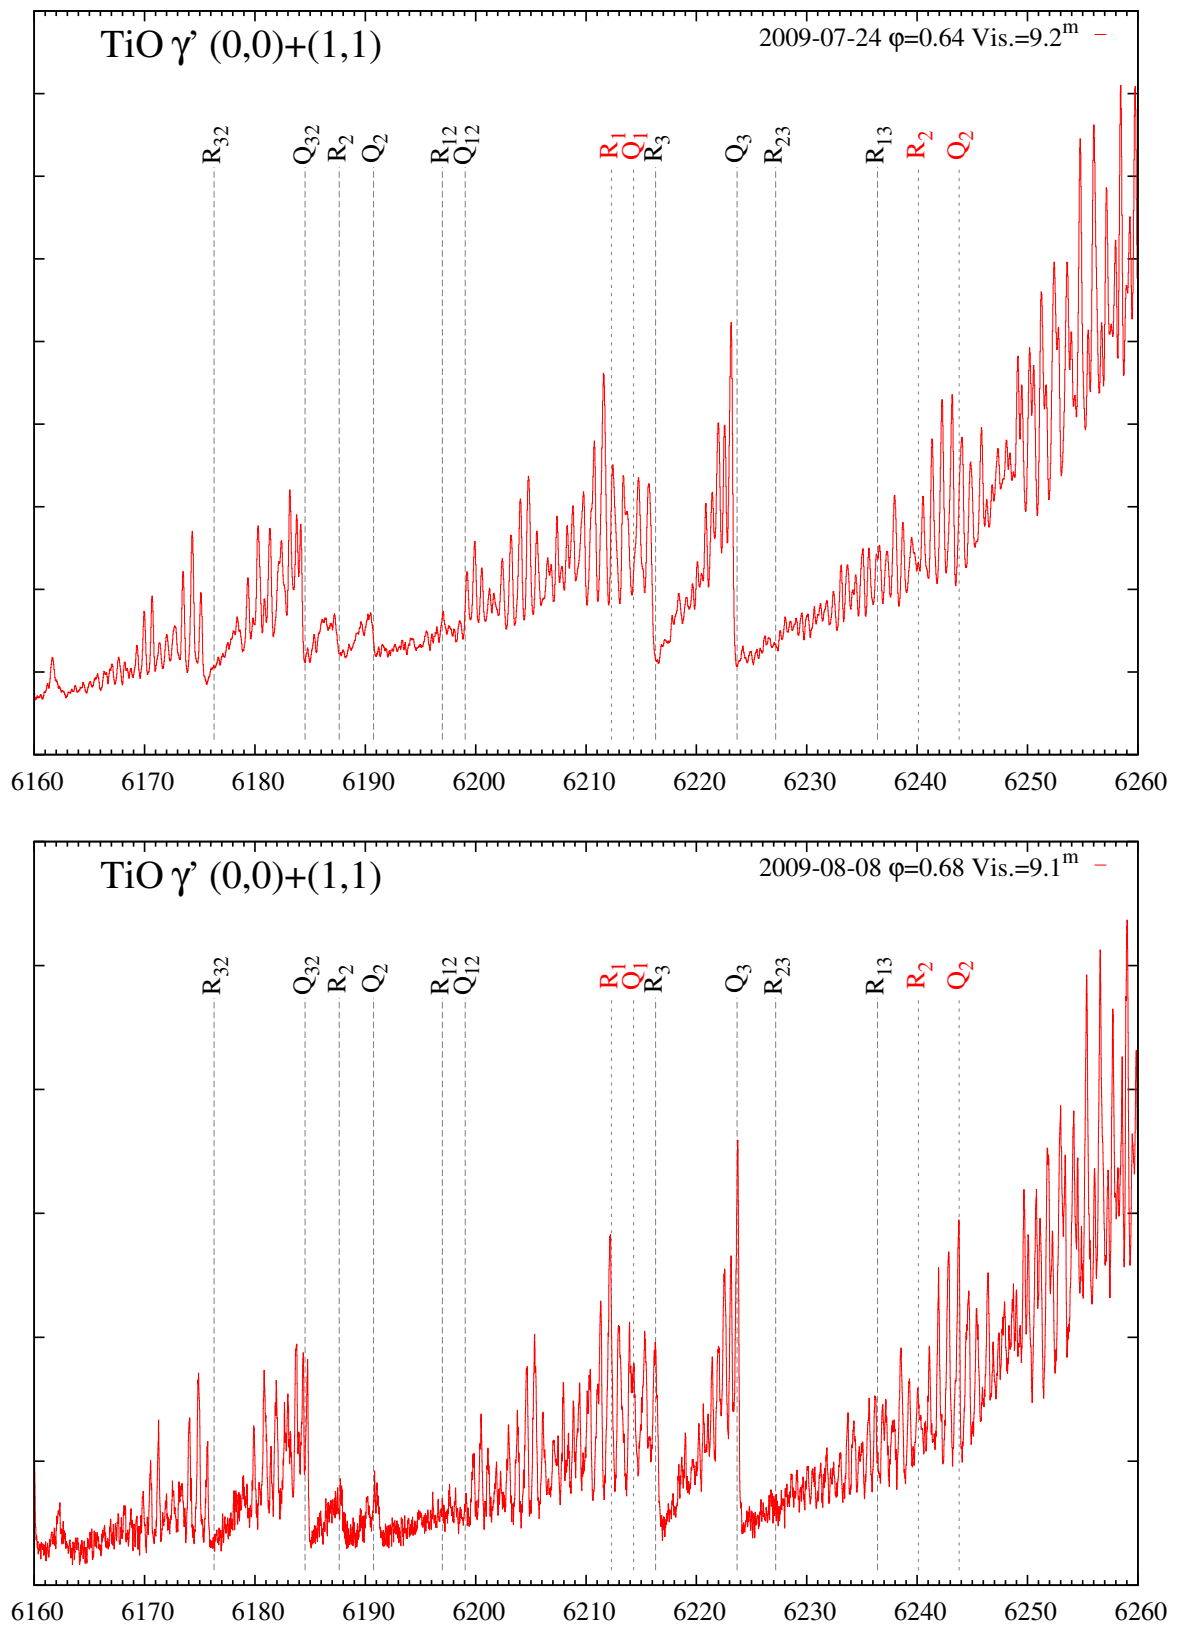 TiO γ’ (0,0)+(1,1)
2009-07-24 φ=0.64 Vis.=9.2m
R32 Q32 R2 Q2 R12 Q12 R1 Q1 R3 Q3 R23 R13 R2 Q2
6160 6170 6180 6190 6200 6210 6220 6230 6240 6250 6260
TiO γ’ (0,0)+(1,1)
2009-08-08 φ=0.68 Vis.=9.1m
R32 Q32 R2 Q2 R12 Q12 R1 Q1 R3 Q3 R23 R13 R2 Q2
6160 6170 6180 6190 6200 6210 6220 6230 6240 6250 6260